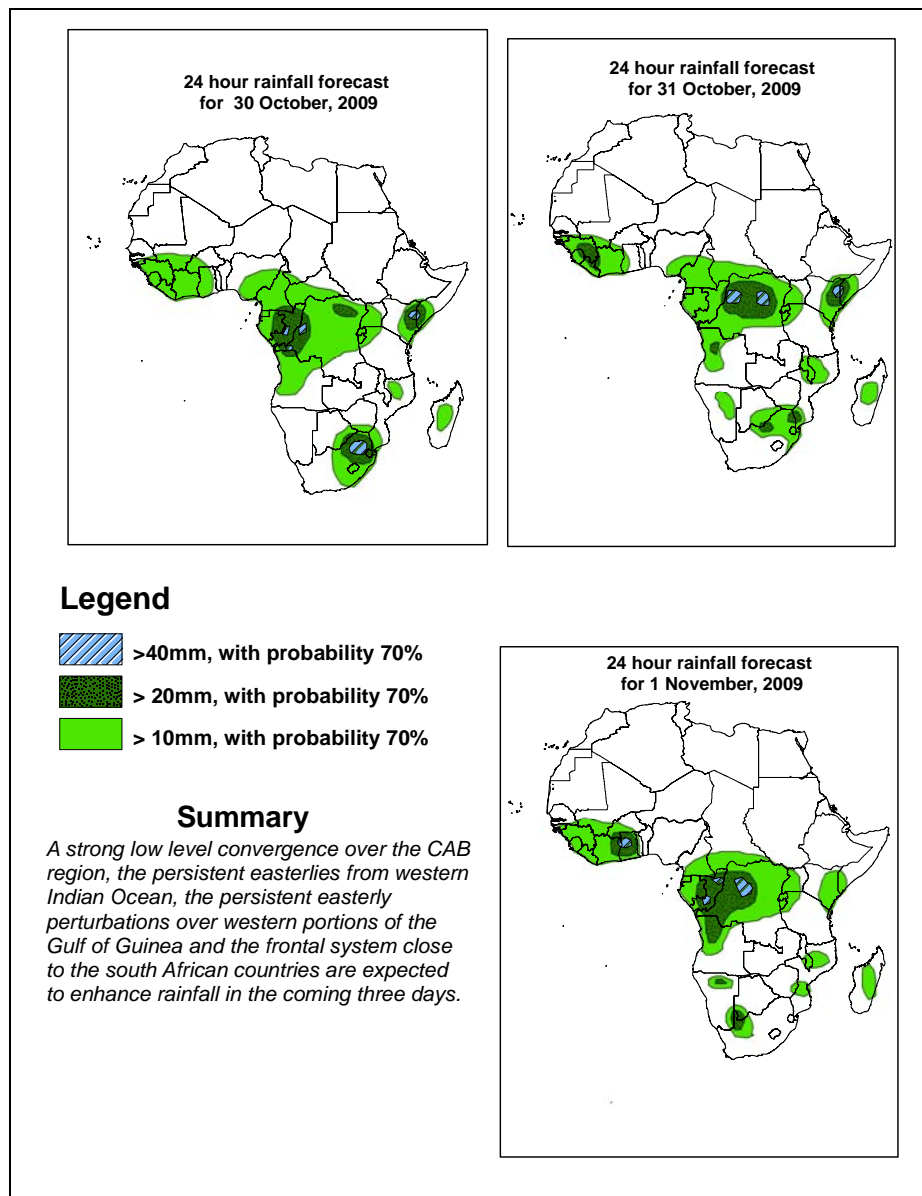 24 hour rainfall forecast
for 30 October, 2009
24 hour rainfall forecast
for 31 October, 2009
Legend
>40mm, with probability 70%
> 20mm, with probability 70%
> 10mm, with probability 70%
Summary
A strong low level convergence over the CAB
region, the persistent easterlies from western
Indian Ocean, the persistent easterly
perturbations over western portions of the
Gulf of Guinea and the frontal system close
to the south African countries are expected
to enhance rainfall in the coming three days.
24 hour rainfall forecast
for 1 November, 2009